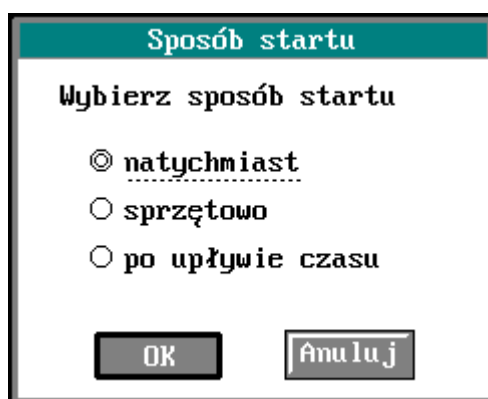 Sposób startu
Wybierz sposób startu
natychmiast
sprzętowo
po upływie czasu
OK Anuluj